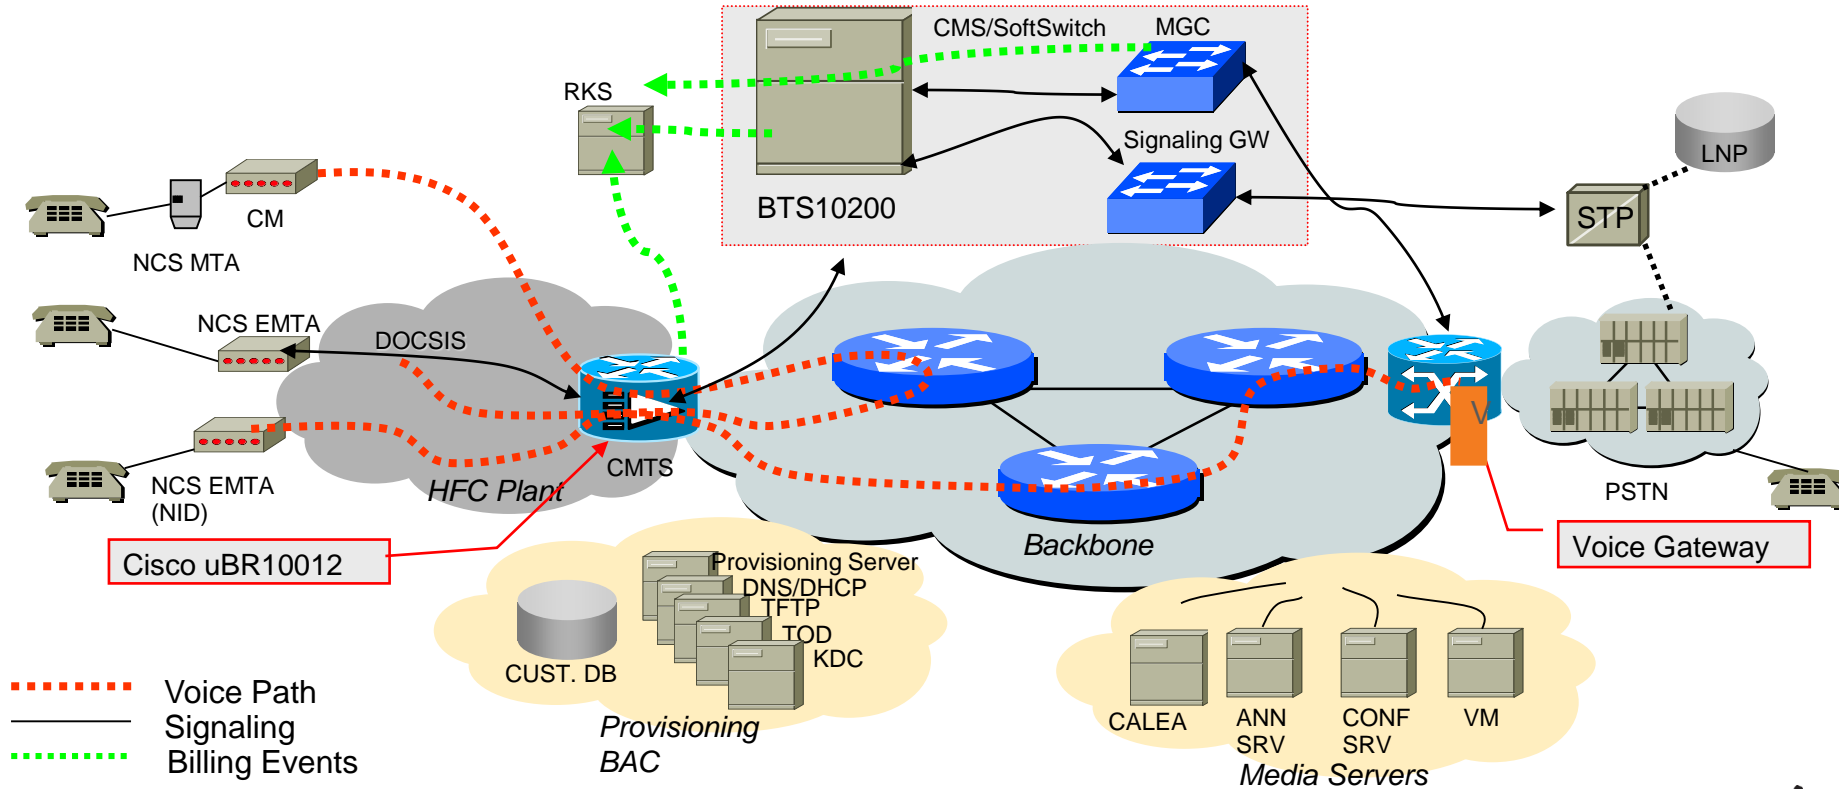 CMS/SoftSwitch
MGC
RKS
Signaling GW
LNP
CM
BTS10200
STP
NCS MTA
NCS EMTA
DOCSIS
V
CMTS
NCS EMTA
(NID)
HFC Plant
PSTN
Backbone
Cisco uBR10012
Voice Gateway
Provisioning Server
DNS/DHCP
TFTP
TOD
KDC
CUST. DB
Provisioning
BAC
CALEA
ANN
SRV
CONF
SRV
VM
Media Servers
Voice Path
Signaling
Billing Events